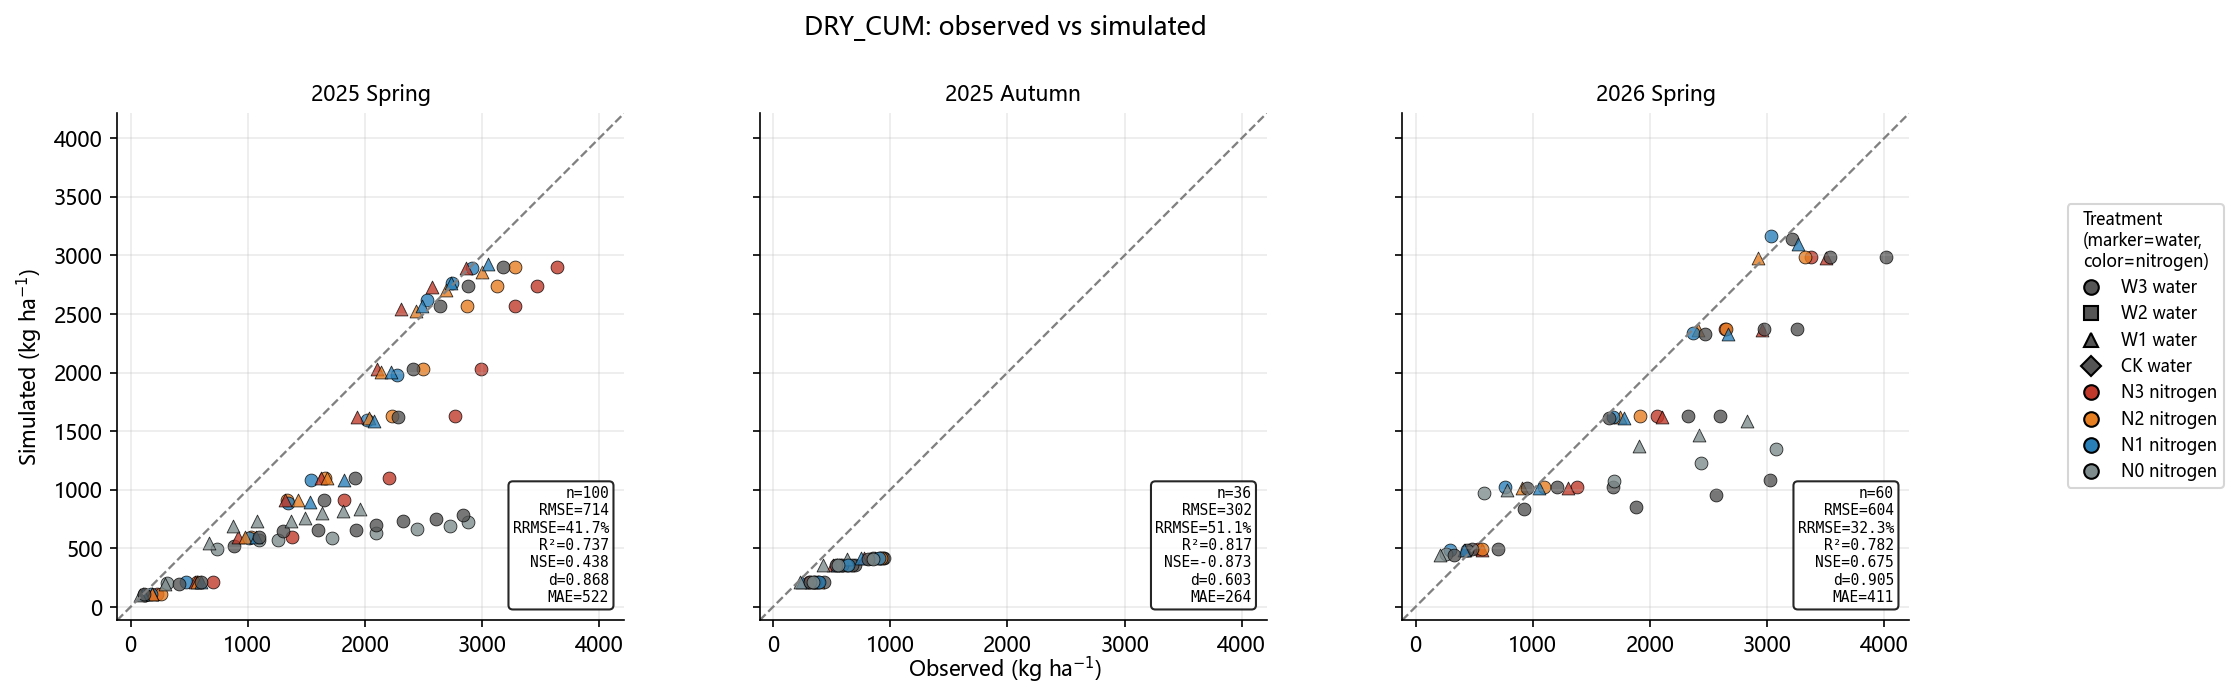 DRY_CUM: observed vs simulated
2025 Spring
2025 Autumn
2026 Spring
Simulated (kg ha⁻¹)
4000
3500
3000
2500
2000
1500
1000
500
0
n=100
RMSE=714
RRMSE=41.7%
R²=0.737
NSE=0.438
d=0.868
MAE=522
n=36
RMSE=302
RRMSE=51.1%
R²=0.817
NSE=-0.873
d=0.603
MAE=264
n=60
RMSE=604
RRMSE=32.3%
R²=0.782
NSE=0.675
d=0.905
MAE=411
0 1000 2000 3000 4000
0 1000 2000 3000 4000
0 1000 2000 3000 4000
Observed (kg ha⁻¹)
Treatment
(marker=water,
color=nitrogen)
W3 water
W2 water
W1 water
CK water
N3 nitrogen
N2 nitrogen
N1 nitrogen
N0 nitrogen